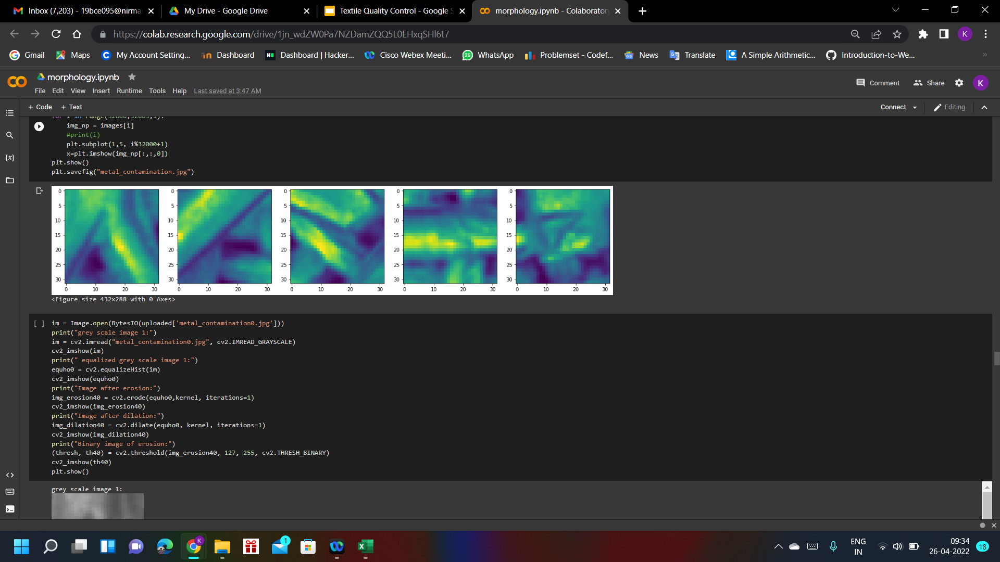 Inbox (7,203) - 19bce095@nirma
My Drive - Google Drive
Textile Quality Control - Google S
morphology.ipynb - Colaboratory
https://colab.research.google.com/drive/1jn_wdZW0Pa7NZDamZQQ5L0EHxqSHl6t7
K
Gmail
Maps
My Account Setting...
Dashboard
Dashboard | Hacker...
Cisco Webex Meeti...
26
WhatsApp
Problemset - Codef...
News
Translate
A Simple Arithmetic...
Introduction-to-We...
»
morphology.ipynb
Comment
Share
K
File Edit View Insert Runtime Tools Help Last saved at 3:47 AM
+ Code + Text
Connect
Editing
for i in range(32000,32005,1):
img_np = images[i]
#print(i)
plt.subplot(1,5, i%32000+1)
x=plt.imshow(img_np[:,:,0])
plt.show()
plt.savefig("metal_contamination.jpg")
0 0 0 0 0
5 5 5 5 5
10 10 10 10 10
15 15 15 15 15
20 20 20 20 20
25 25 25 25 25
30 30 30 30 30
0 10 20 30 0 10 20 30 0 10 20 30 0 10 20 30 0 10 20 30
<Figure size 432x288 with 0 Axes>
[ ] im = Image.open(BytesIO(uploaded['metal_contamination0.jpg']))
print("grey scale image 1:")
im = cv2.imread("metal_contamination0.jpg", cv2.IMREAD_GRAYSCALE)
cv2_imshow(im)
print(" equalized grey scale image 1:")
equho0 = cv2.equalizeHist(im)
cv2_imshow(equho0)
print("Image after erosion:")
img_erosion40 = cv2.erode(equho0,kernel, iterations=1)
cv2_imshow(img_erosion40)
print("Image after dilation:")
img_dilation40 = cv2.dilate(equho0, kernel, iterations=1)
cv2_imshow(img_dilation40)
print("Binary image of erosion:")
(thresh, th40) = cv2.threshold(img_erosion40, 127, 255, cv2.THRESH_BINARY)
cv2_imshow(th40)
plt.show()
grey scale image 1:
K
1
ENG
IN
09:34
26-04-2022
18